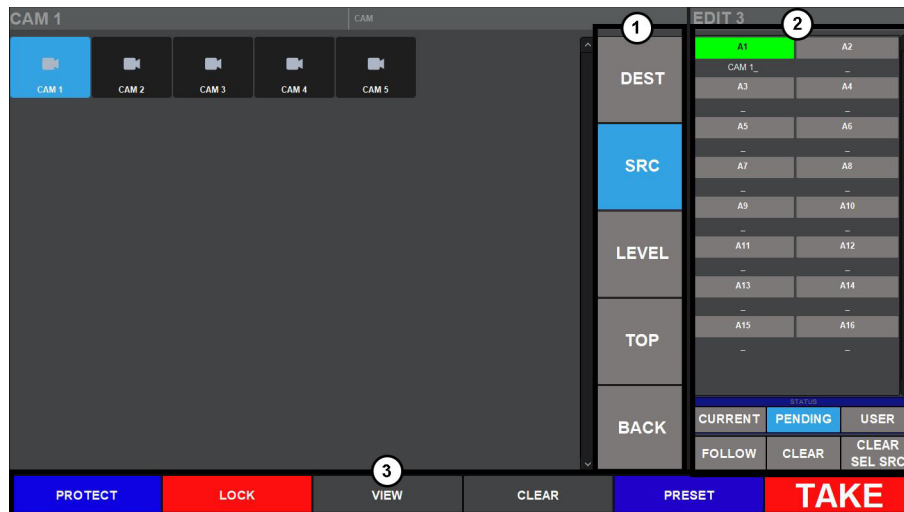 CAM 1 CAM EDIT 3
1
2
CAM 1 CAM 2 CAM 3 CAM 4 CAM 5
DEST
SRC
LEVEL
TOP
BACK
A1 A2
CAM 1_ _
A3 A4
_ _
A5 A6
_ _
A7 A8
_ _
A9 A10
_ _
A11 A12
_ _
A13 A14
_ _
A15 A16
_ _
STATUS
CURRENT PENDING USER
FOLLOW CLEAR CLEAR
SEL SRC
3
PROTECT LOCK VIEW CLEAR PRESET TAKE